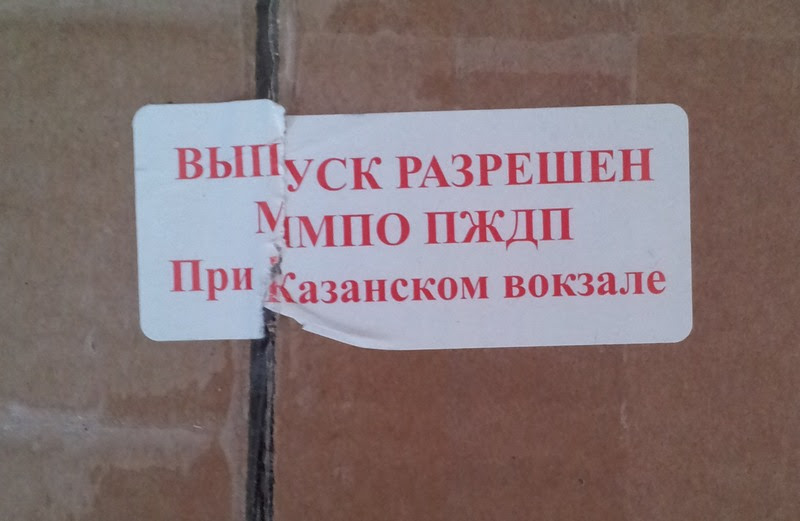 ВЫПУСК РАЗРЕШЕН
ММПО ПЖДП
При Казанском вокзале